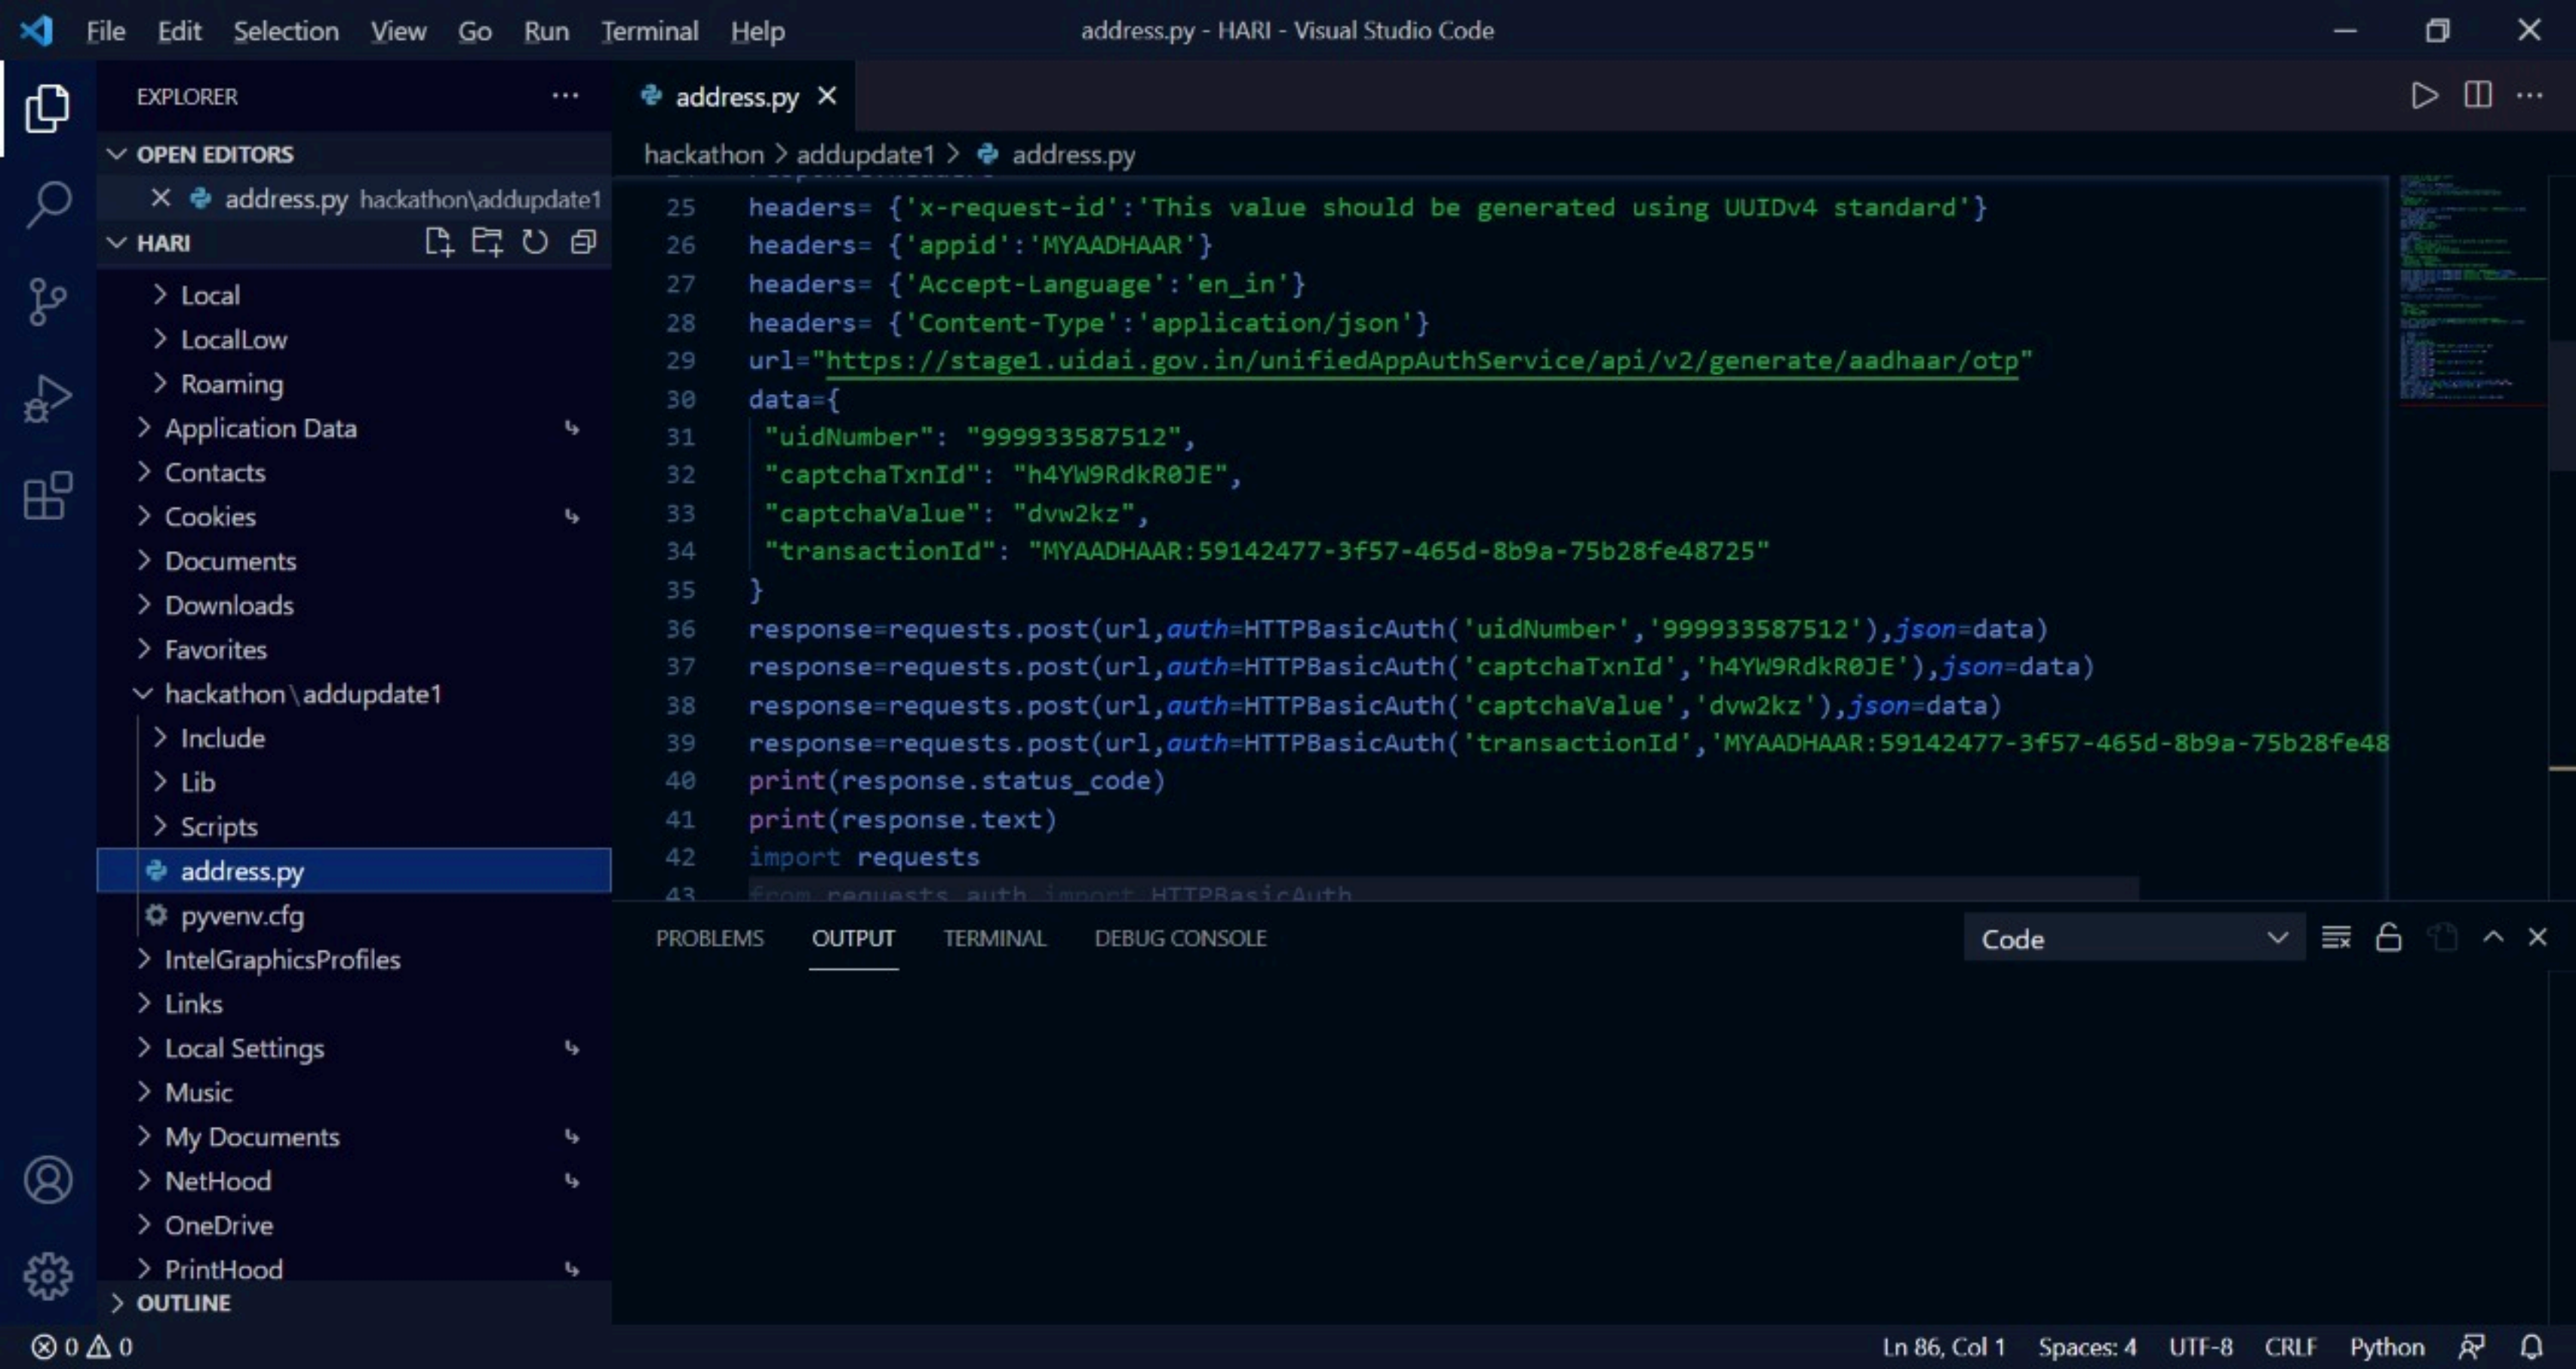 File Edit Selection View Go Run Terminal Help
address.py - HARI - Visual Studio Code
EXPLORER
OPEN EDITORS
address.py hackathon\addupdate1
HARI
Local
LocalLow
Roaming
Application Data
Contacts
Cookies
Documents
Downloads
Favorites
hackathon\addupdate1
Include
Lib
Scripts
address.py
pyvenv.cfg
IntelGraphicsProfiles
Links
Local Settings
Music
My Documents
NetHood
OneDrive
PrintHood
OUTLINE
address.py
hackathon > addupdate1 > address.py
25 headers= {'x-request-id':'This value should be generated using UUIDv4 standard'}
26 headers= {'appid':'MYAADHAAR'}
27 headers= {'Accept-Language':'en_in'}
28 headers= {'Content-Type':'application/json'}
29 url="https://stage1.uidai.gov.in/unifiedAppAuthService/api/v2/generate/aadhaar/otp"
30 data={
31 "uidNumber": "999933587512",
32 "captchaTxnId": "h4YW9RdkR0JE",
33 "captchaValue": "dvw2kz",
34 "transactionId": "MYAADHAAR:59142477-3f57-465d-8b9a-75b28fe48725"
35 }
36 response=requests.post(url,auth=HTTPBasicAuth('uidNumber','999933587512'),json=data)
37 response=requests.post(url,auth=HTTPBasicAuth('captchaTxnId','h4YW9RdkR0JE'),json=data)
38 response=requests.post(url,auth=HTTPBasicAuth('captchaValue','dvw2kz'),json=data)
39 response=requests.post(url,auth=HTTPBasicAuth('transactionId','MYAADHAAR:59142477-3f57-465d-8b9a-75b28fe48
40 print(response.status_code)
41 print(response.text)
42 import requests
43 from requests.auth import HTTPBasicAuth
PROBLEMS OUTPUT TERMINAL DEBUG CONSOLE
Code
0 0
Ln 86, Col 1 Spaces: 4 UTF-8 CRLF Python